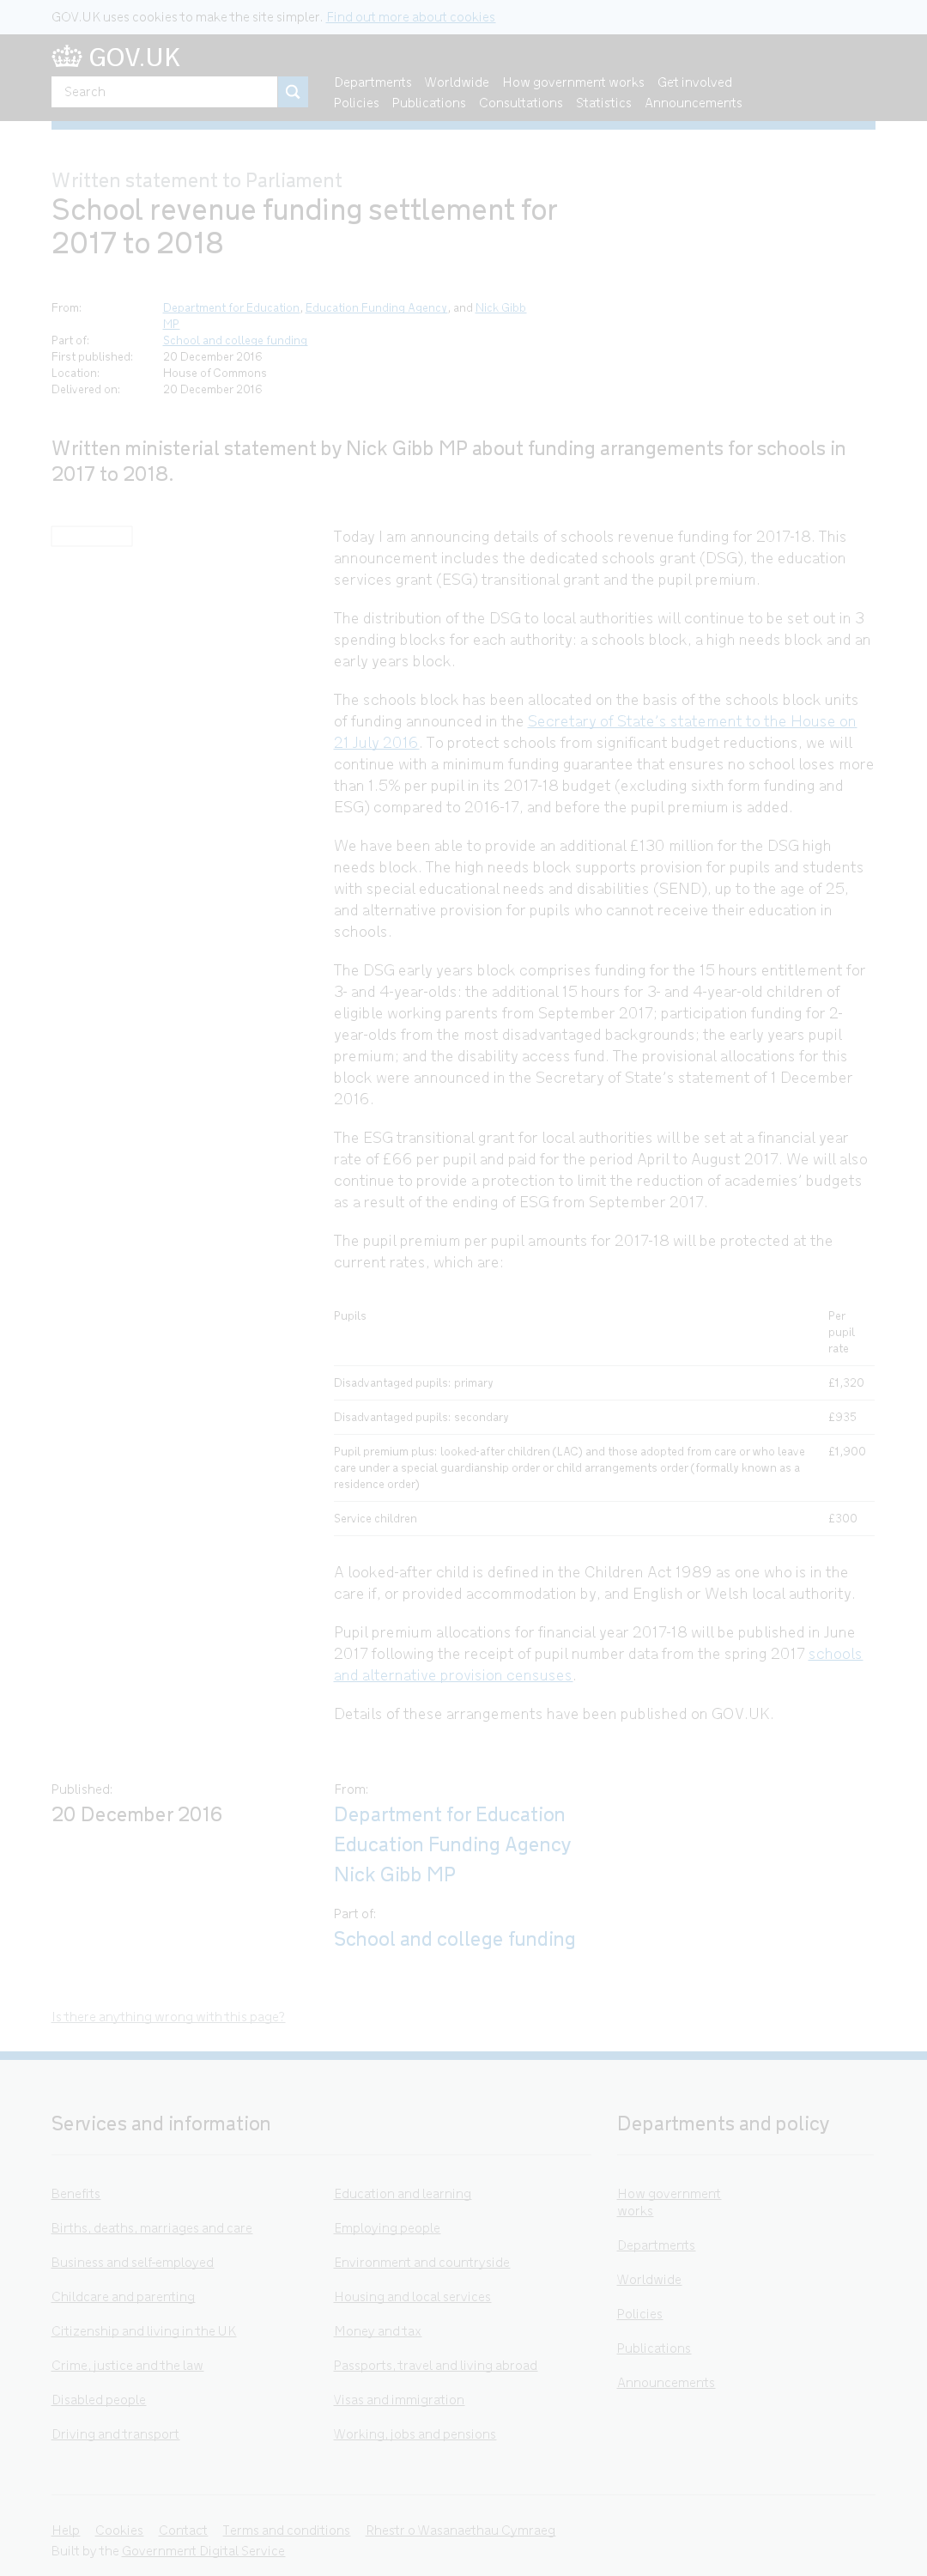 GOV.UK uses cookies to make the site simpler. Find out more about cookies
GOV.UK
Search
Departments Worldwide How government works Get involved
Policies Publications Consultations Statistics Announcements
Written statement to Parliament
School revenue funding settlement for
2017 to 2018
From: Department for Education, Education Funding Agency, and Nick Gibb
MP
Part of: School and college funding
First published: 20 December 2016
Location: House of Commons
Delivered on: 20 December 2016
Written ministerial statement by Nick Gibb MP about funding arrangements for schools in
2017 to 2018.
Today I am announcing details of schools revenue funding for 2017-18. This
announcement includes the dedicated schools grant (DSG), the education
services grant (ESG) transitional grant and the pupil premium.
The distribution of the DSG to local authorities will continue to be set out in 3
spending blocks for each authority: a schools block, a high needs block and an
early years block.
The schools block has been allocated on the basis of the schools block units
of funding announced in the Secretary of State’s statement to the House on
21 July 2016. To protect schools from significant budget reductions, we will
continue with a minimum funding guarantee that ensures no school loses more
than 1.5% per pupil in its 2017-18 budget (excluding sixth form funding and
ESG) compared to 2016-17, and before the pupil premium is added.
We have been able to provide an additional £130 million for the DSG high
needs block. The high needs block supports provision for pupils and students
with special educational needs and disabilities (SEND), up to the age of 25,
and alternative provision for pupils who cannot receive their education in
schools.
The DSG early years block comprises funding for the 15 hours entitlement for
3- and 4-year-olds: the additional 15 hours for 3- and 4-year-old children of
eligible working parents from September 2017; participation funding for 2-
year-olds from the most disadvantaged backgrounds; the early years pupil
premium; and the disability access fund. The provisional allocations for this
block were announced in the Secretary of State’s statement of 1 December
2016.
The ESG transitional grant for local authorities will be set at a financial year
rate of £66 per pupil and paid for the period April to August 2017. We will also
continue to provide a protection to limit the reduction of academies’ budgets
as a result of the ending of ESG from September 2017.
The pupil premium per pupil amounts for 2017-18 will be protected at the
current rates, which are:
Pupils Per
pupil
rate
Disadvantaged pupils: primary £1,320
Disadvantaged pupils: secondary £935
Pupil premium plus: looked-after children (LAC) and those adopted from care or who leave £1,900
care under a special guardianship order or child arrangements order (formally known as a
residence order)
Service children £300
A looked-after child is defined in the Children Act 1989 as one who is in the
care if, or provided accommodation by, and English or Welsh local authority.
Pupil premium allocations for financial year 2017-18 will be published in June
2017 following the receipt of pupil number data from the spring 2017 schools
and alternative provision censuses.
Details of these arrangements have been published on GOV.UK.
Published:
20 December 2016
From:
Department for Education
Education Funding Agency
Nick Gibb MP
Part of:
School and college funding
Is there anything wrong with this page?
Services and information
Benefits
Births, deaths, marriages and care
Business and self-employed
Childcare and parenting
Citizenship and living in the UK
Crime, justice and the law
Disabled people
Driving and transport
Education and learning
Employing people
Environment and countryside
Housing and local services
Money and tax
Passports, travel and living abroad
Visas and immigration
Working, jobs and pensions
Departments and policy
How government
works
Departments
Worldwide
Policies
Publications
Announcements
Help Cookies Contact Terms and conditions Rhestr o Wasanaethau Cymraeg
Built by the Government Digital Service